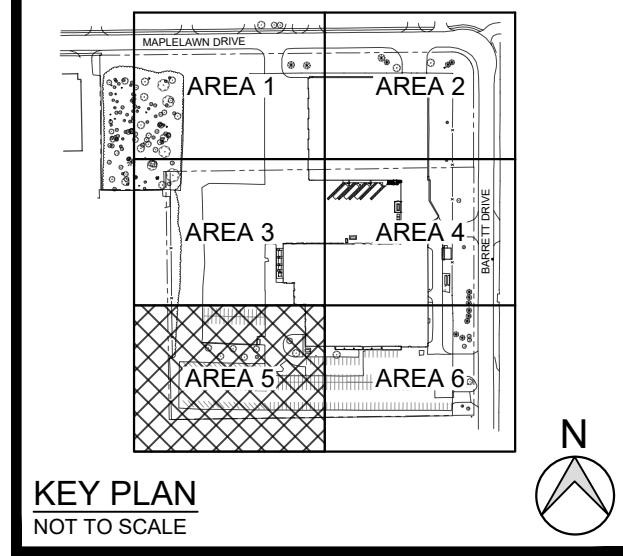 MAPLELAWN DRIVE
AREA 1
AREA 2
AREA 3
AREA 4
BARRETT DRIVE
AREA 5
AREA 6
KEY PLAN
NOT TO SCALE
N